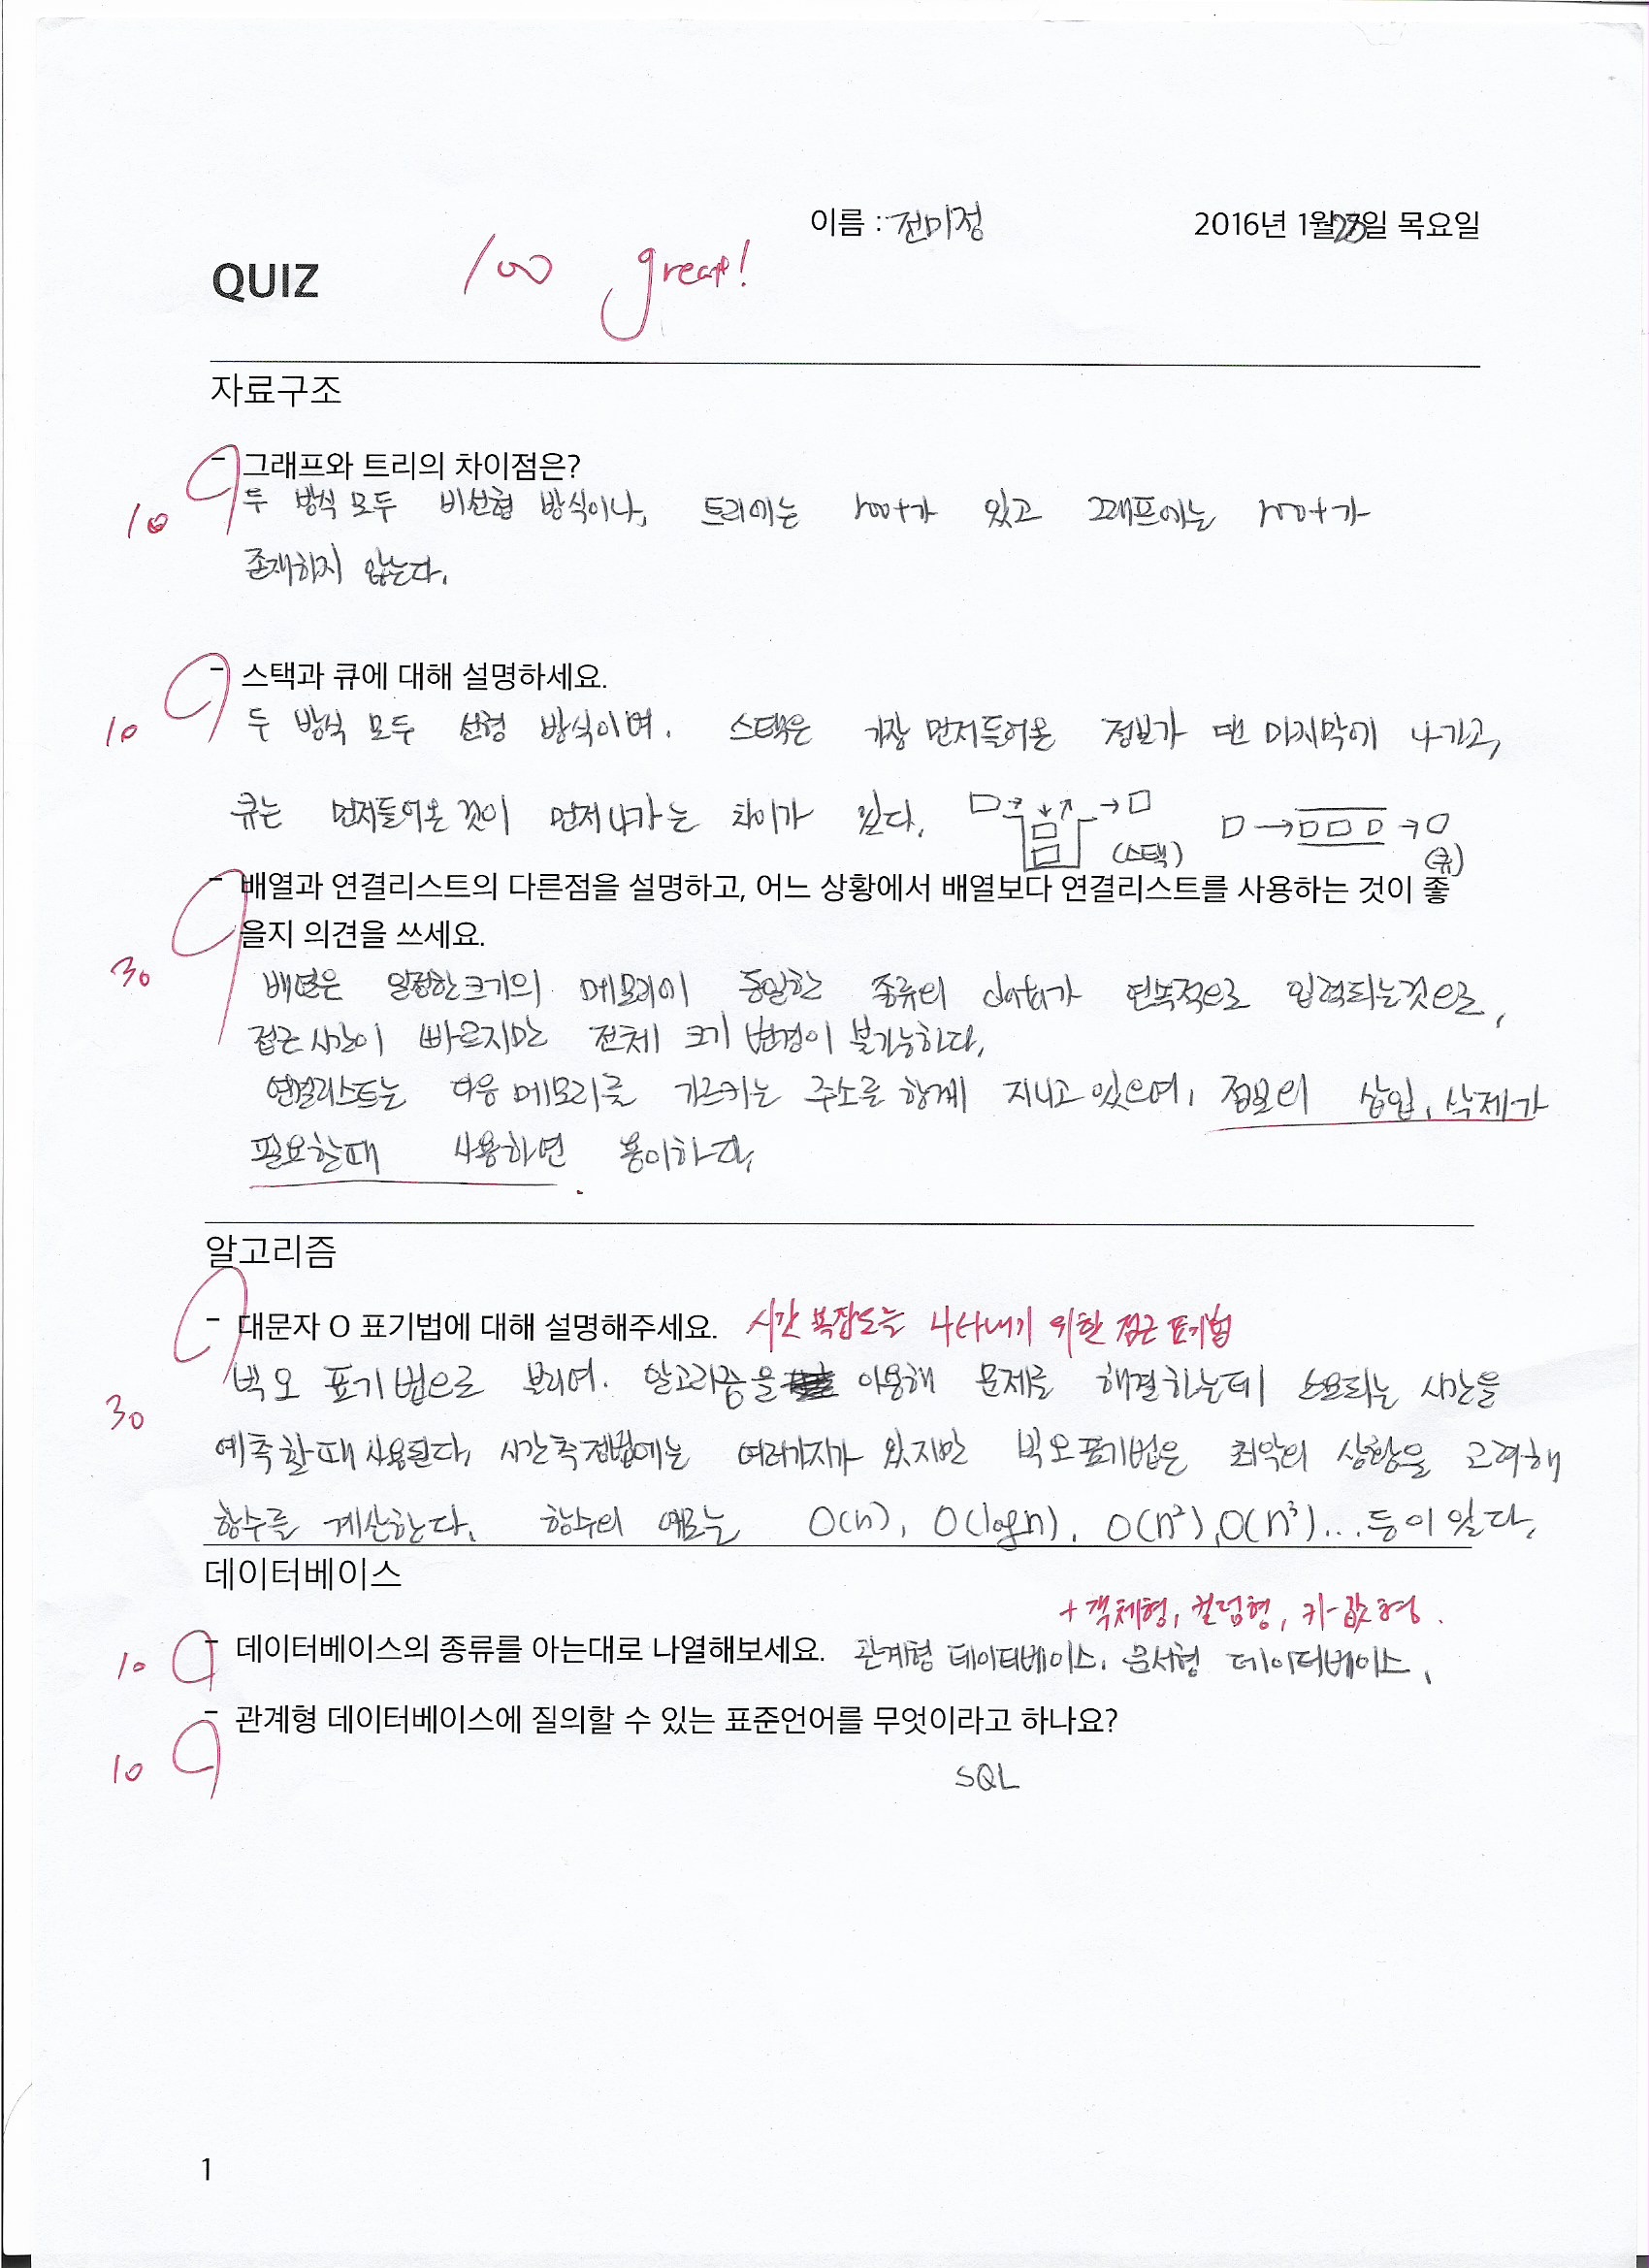 이름 : 전미정
2016년 1월 28일 목요일
QUIZ
100 great!
자료구조
- 그래프와 트리의 차이점은?
10
두 방식 모두 비선형 방식이나, 트리에는 root가 있고 그래프에는 root가
존재하지 않는다.
- 스택과 큐에 대해 설명하세요.
10
두 방식 모두 선형 방식이며. 스택은 가장 먼저들어온 정보가 맨 마지막에 나가고,
큐는 먼저들어온 것이 먼저나가는 차이가 있다.
(스택)
(큐)
- 배열과 연결리스트의 다른점을 설명하고, 어느 상황에서 배열보다 연결리스트를 사용하는 것이 좋
을지 의견을 쓰세요.
30
배열은 일정한크기의 메모리에 동일한 종류의 data가 연속적으로 입력되는것으로,
접근 시간이 빠르지만 전체 크기 변경이 불가능하다.
연결리스트는 다음 메모리를 가르키는 주소를 함께 지니고 있으며, 정보의 삽입, 삭제가
필요할때 사용하면 용이하다.
알고리즘
- 대문자 O 표기법에 대해 설명해주세요.
시간 복잡도를 나타내기 위한 점근 표기법
30
빅오 표기법으로 불리며. 알고리즘을 이용해 문제를 해결하는데 소요되는 시간을
예측할때 사용된다. 시간측정법에는 여러가지가 있지만 빅오표기법은 최악의 상황을 고려해
함수를 계산한다. 함수의 예로는 O(n), O(logn), O(n²), O(n³)... 등이 있다.
데이터베이스
+ 객체형, 컬럼형, 키-값형.
- 데이터베이스의 종류를 아는대로 나열해보세요. 관계형 데이터베이스. 문서형 데이터베이스.
10
- 관계형 데이터베이스에 질의할 수 있는 표준언어를 무엇이라고 하나요?
10
SQL
1